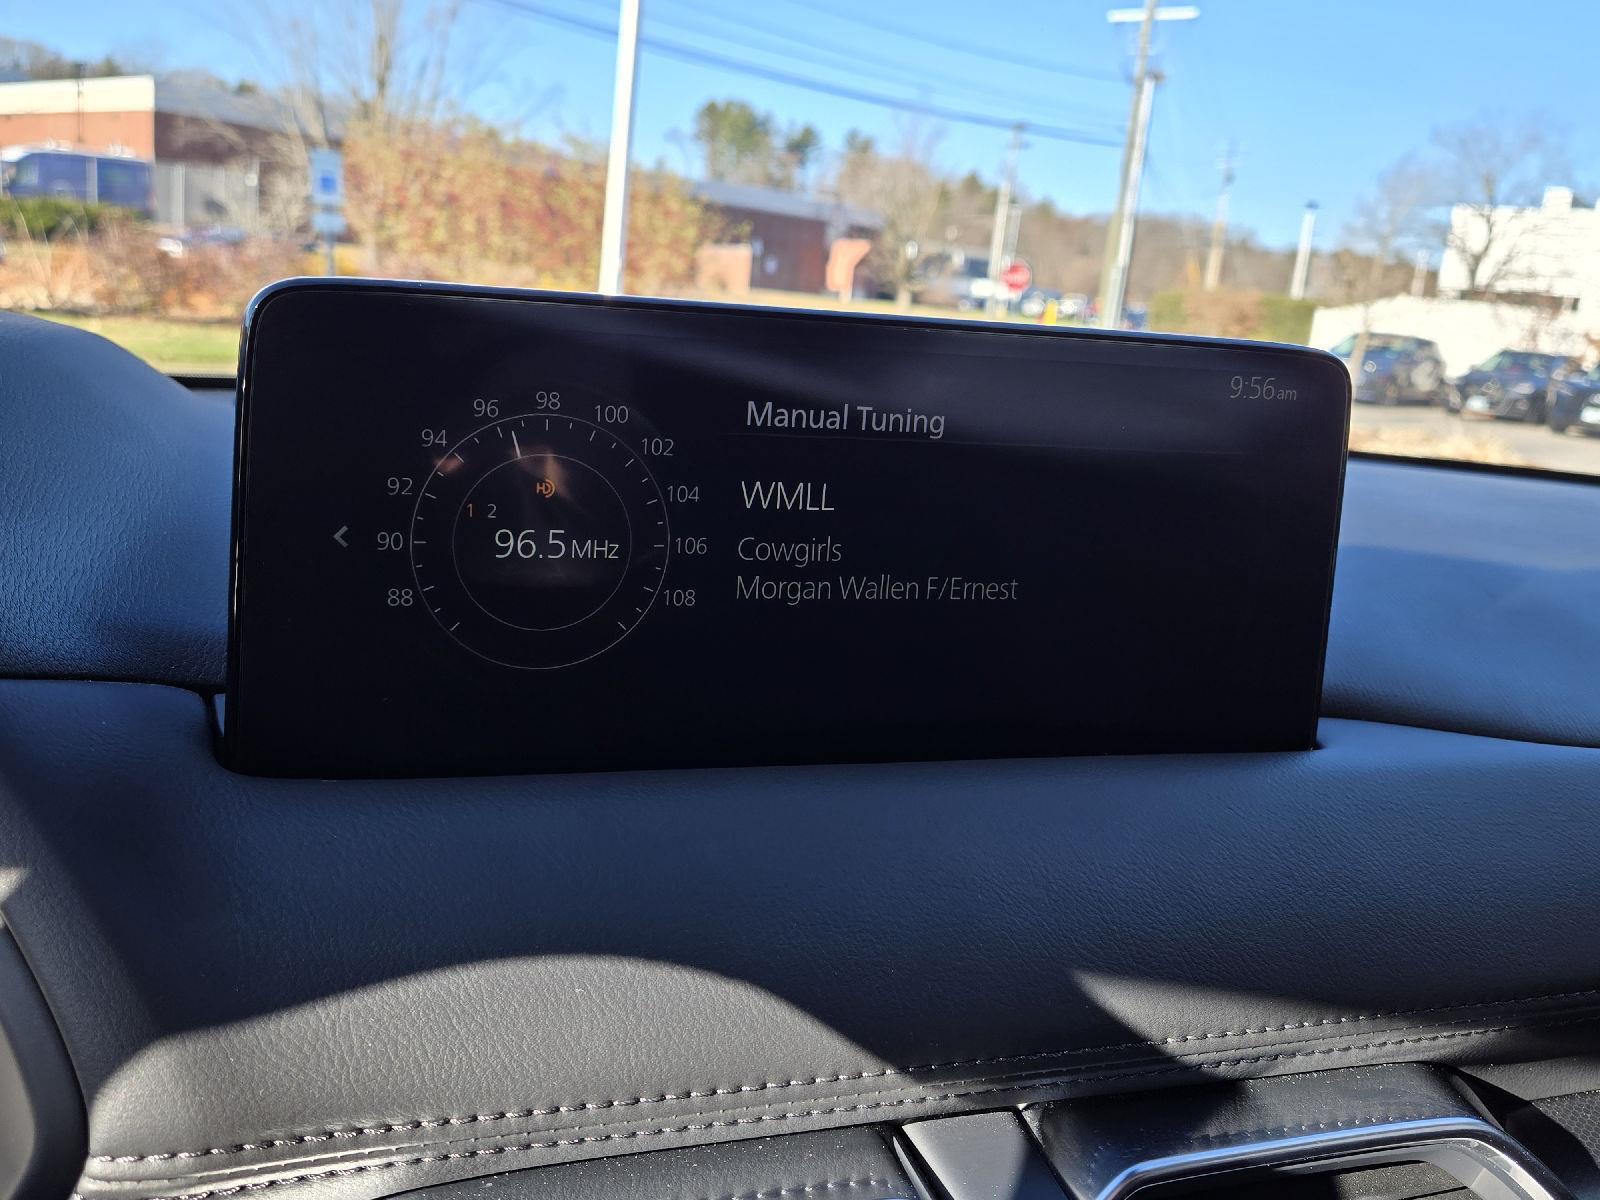 9:56am
Manual Tuning
88
90
92
94
96
98
100
102
104
106
108
HD
1 2
96.5 MHz
WMLL
Cowgirls
Morgan Wallen F/Ernest